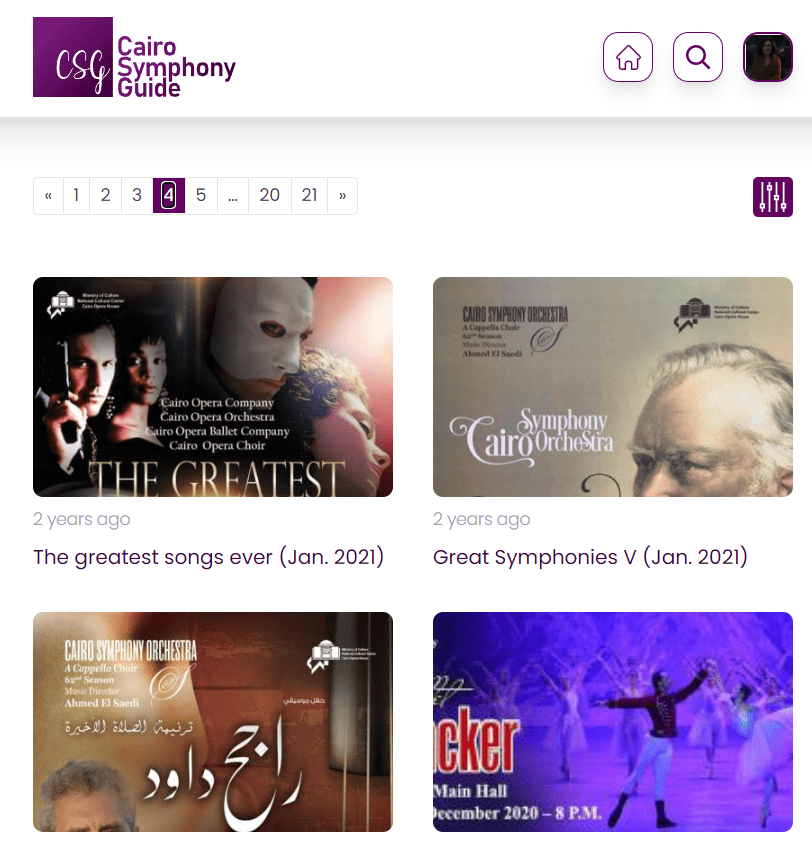 CSG
Cairo
Symphony
Guide
« 1 2 3 4 5 ... 20 21 »
Ministry of Culture
National Cultural Center
Cairo Opera House
Cairo Opera Company
Cairo Opera Orchestra
Cairo Opera Ballet Company
Cairo Opera Choir
THE GREATEST
2 years ago
The greatest songs ever (Jan. 2021)
CAIRO SYMPHONY ORCHESTRA
A Cappella Choir
62nd Season
Music Director
Ahmed El Saedi
Ministry of Culture
National Cultural Center
Cairo Opera House
Symphony
Cairo Orchestra
2 years ago
Great Symphonies V (Jan. 2021)
CAIRO SYMPHONY ORCHESTRA
A Cappella Choir
62nd Season
Music Director
Ahmed El Saedi
Ministry of Culture
National Cultural Center
Cairo Opera House
حفل موسيقي
ترنيمة الصلاة الأخيرة
راجح داود
cker
Main Hall
December 2020 – 8 P.M.